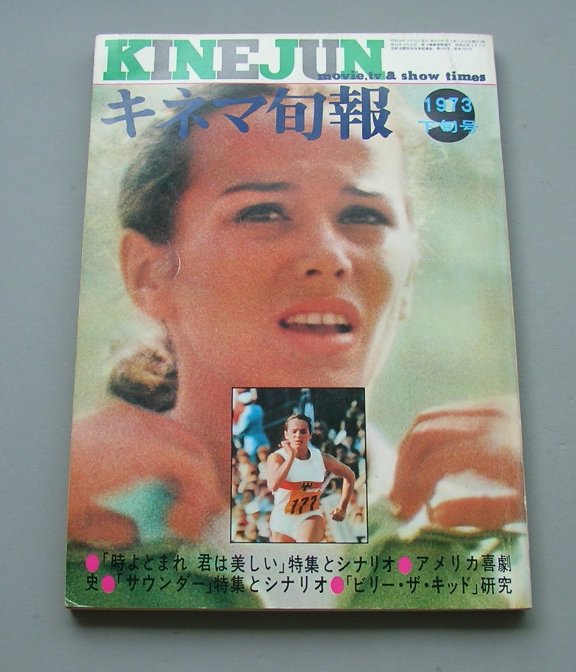 KINEJUN
movie,tv & show times
キネマ旬報
1973
下旬号
177
●「時よとまれ 君は美しい」特集とシナリオ●アメリカ喜劇
史●「サウンダー」特集とシナリオ●「ビリー・ザ・キッド」研究